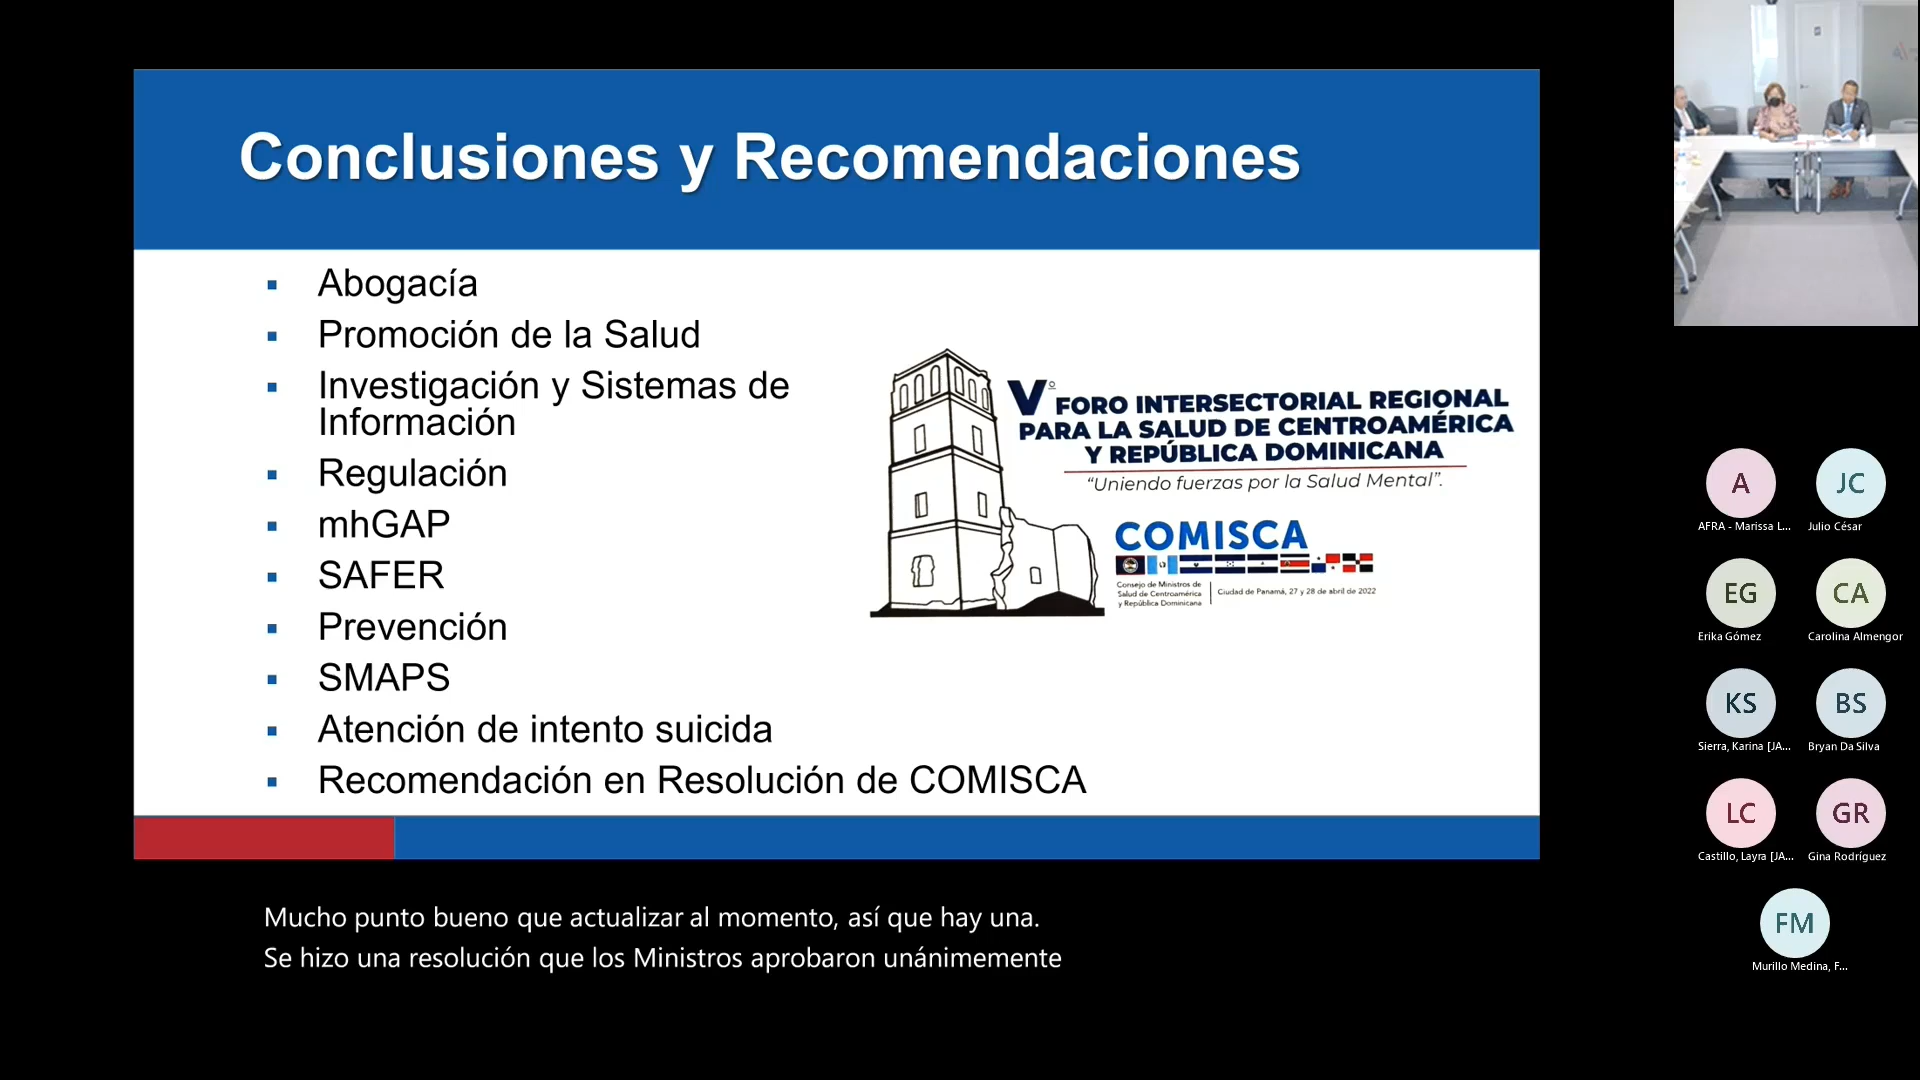 Conclusiones y Recomendaciones
Abogacía
Promoción de la Salud
Investigación y Sistemas de
Información
Regulación
mhGAP
SAFER
Prevención
SMAPS
Atención de intento suicida
Recomendación en Resolución de COMISCA
Vº FORO INTERSECTORIAL REGIONAL
PARA LA SALUD DE CENTROAMÉRICA
Y REPÚBLICA DOMINICANA
“Uniendo fuerzas por la Salud Mental”.
COMISCA
Consejo de Ministros de
Salud de Centroamérica
y República Dominicana
Ciudad de Panamá, 27 y 28 de abril de 2022
Mucho punto bueno que actualizar al momento, así que hay una.
Se hizo una resolución que los Ministros aprobaron unánimemente
A
AFRA - Marissa L...
JC
Julio César
EG
Erika Gómez
CA
Carolina Almengor
KS
Sierra, Karina [JA...
BS
Bryan Da Silva
LC
Castillo, Layra [JA...
GR
Gina Rodríguez
FM
Murillo Medina, F...